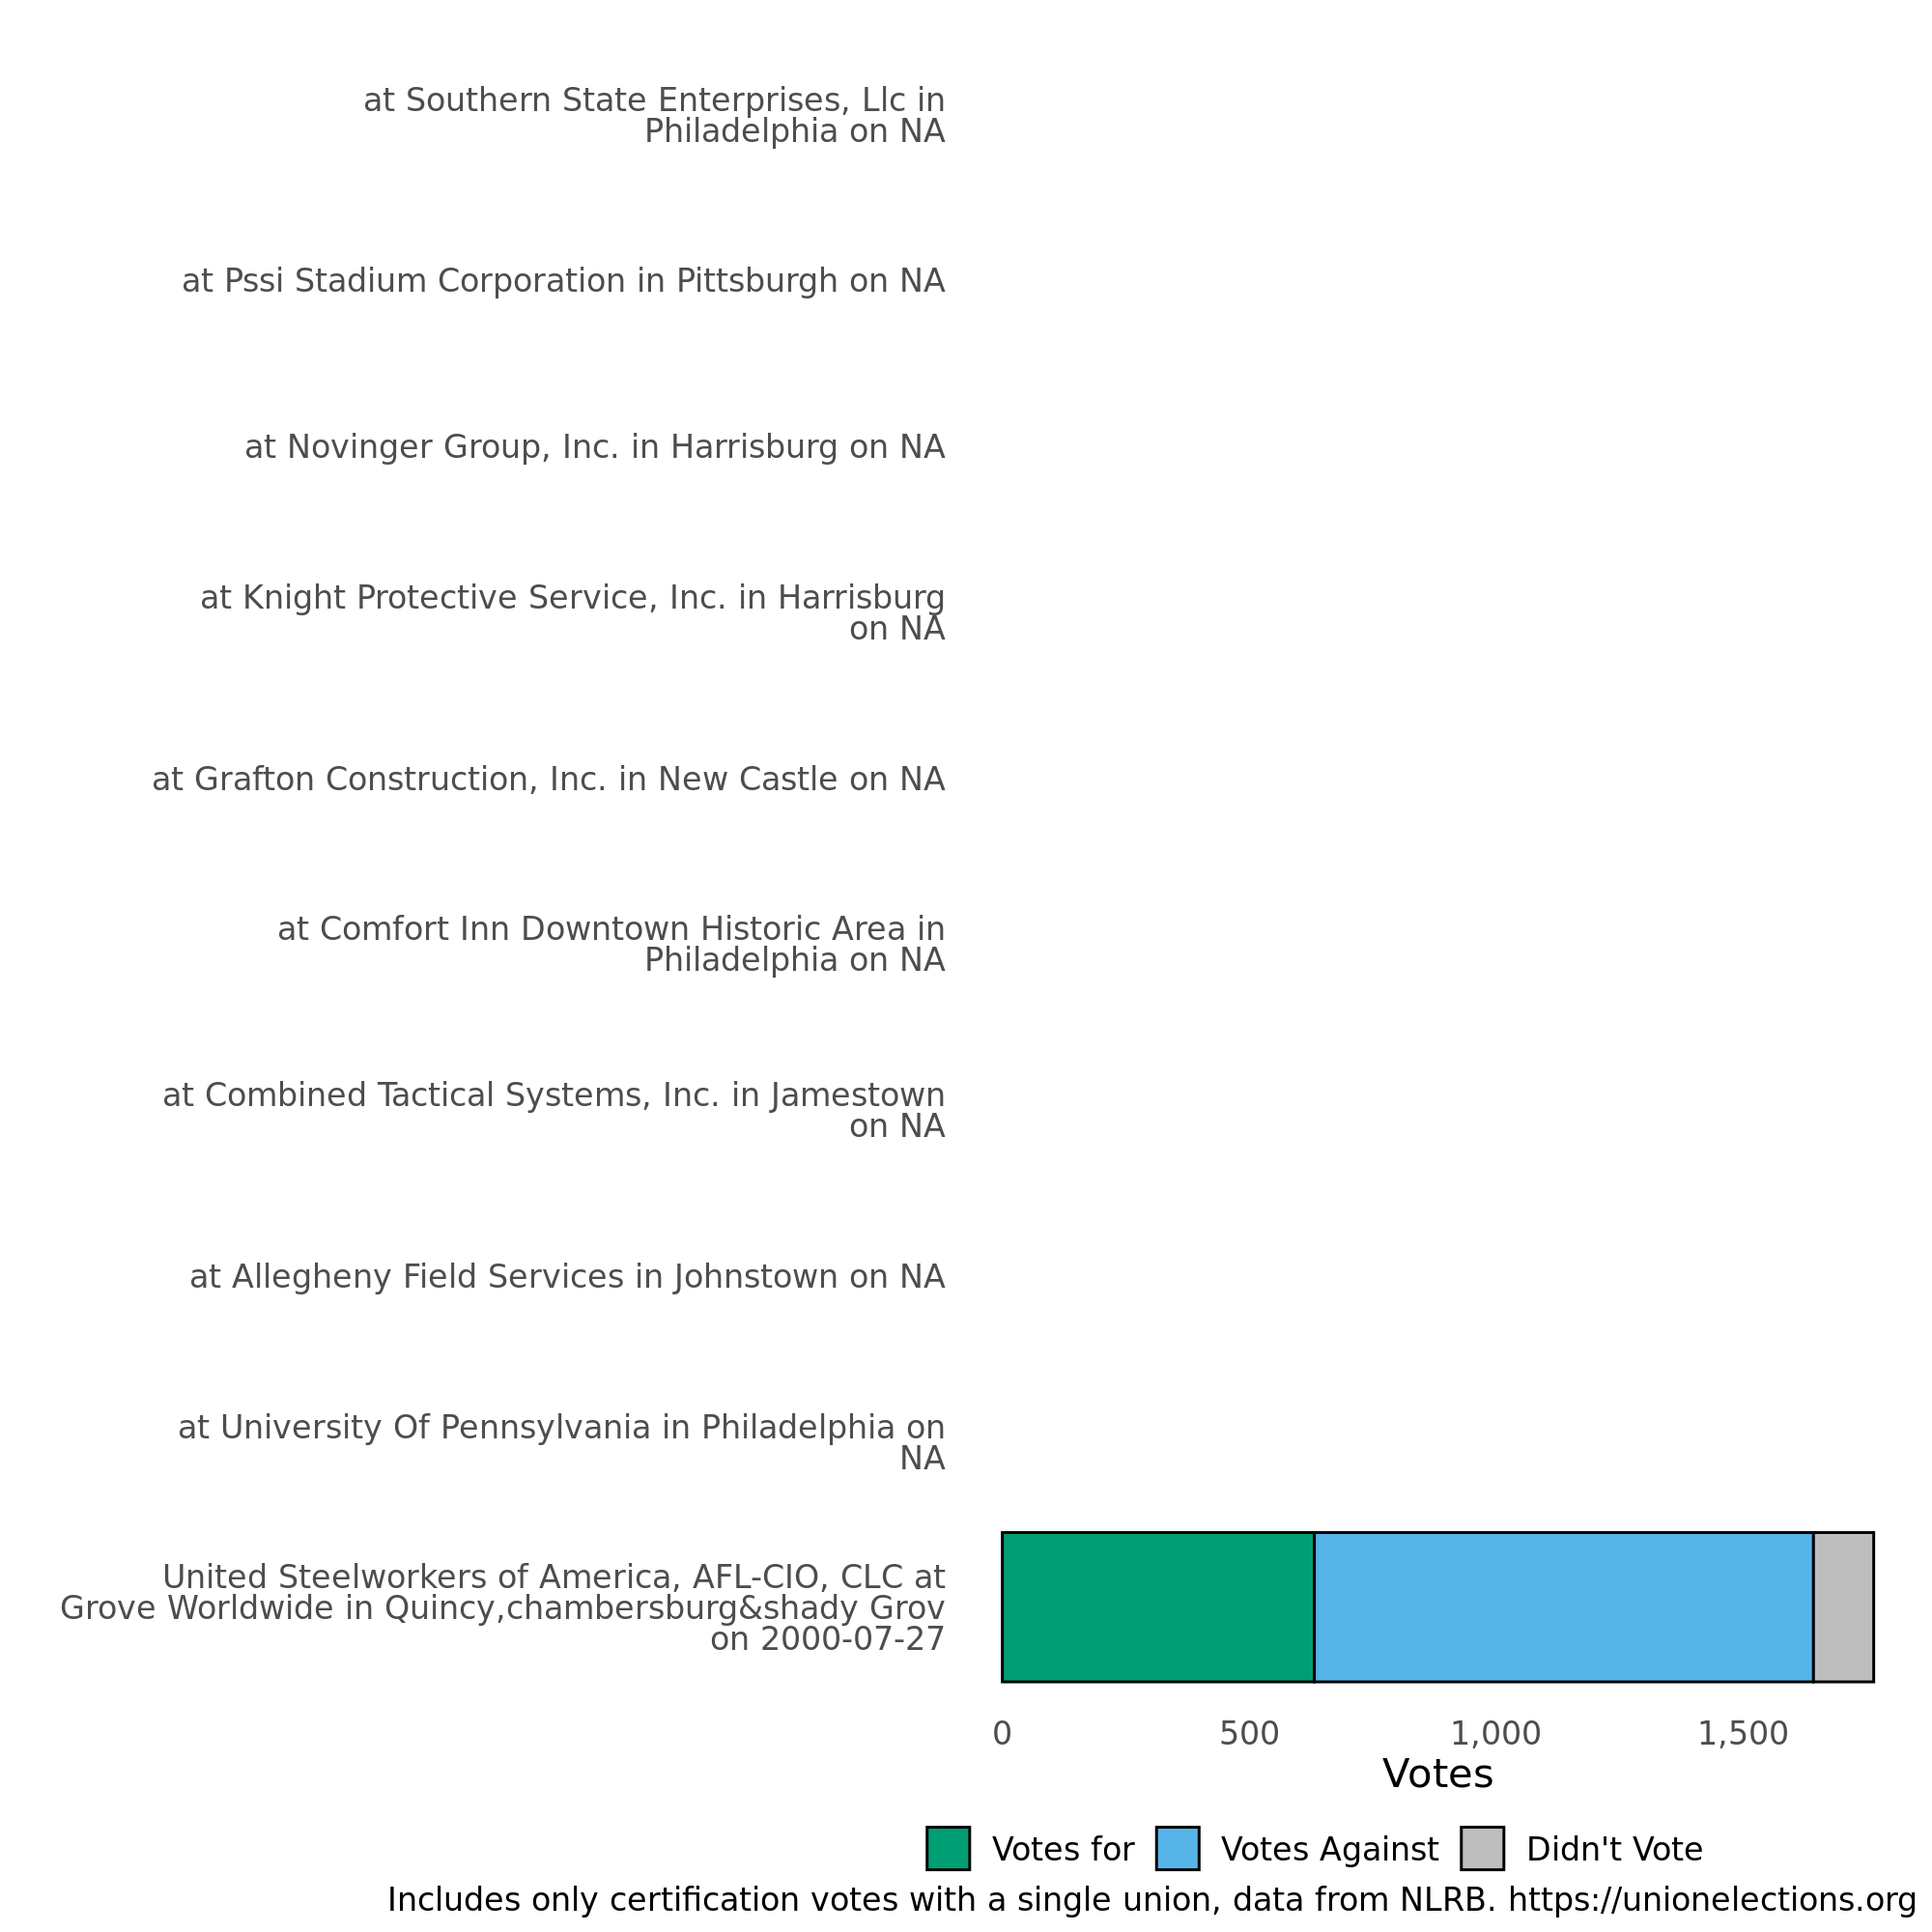 at Southern State Enterprises, Llc in
Philadelphia on NA
at Pssi Stadium Corporation in Pittsburgh on NA
at Novinger Group, Inc. in Harrisburg on NA
at Knight Protective Service, Inc. in Harrisburg
on NA
at Grafton Construction, Inc. in New Castle on NA
at Comfort Inn Downtown Historic Area in
Philadelphia on NA
at Combined Tactical Systems, Inc. in Jamestown
on NA
at Allegheny Field Services in Johnstown on NA
at University Of Pennsylvania in Philadelphia on
NA
United Steelworkers of America, AFL-CIO, CLC at
Grove Worldwide in Quincy,chambersburg&shady Grov
on 2000-07-27
0 500 1,000 1,500
Votes
Votes for Votes Against Didn't Vote
Includes only certification votes with a single union, data from NLRB. https://unionelections.org